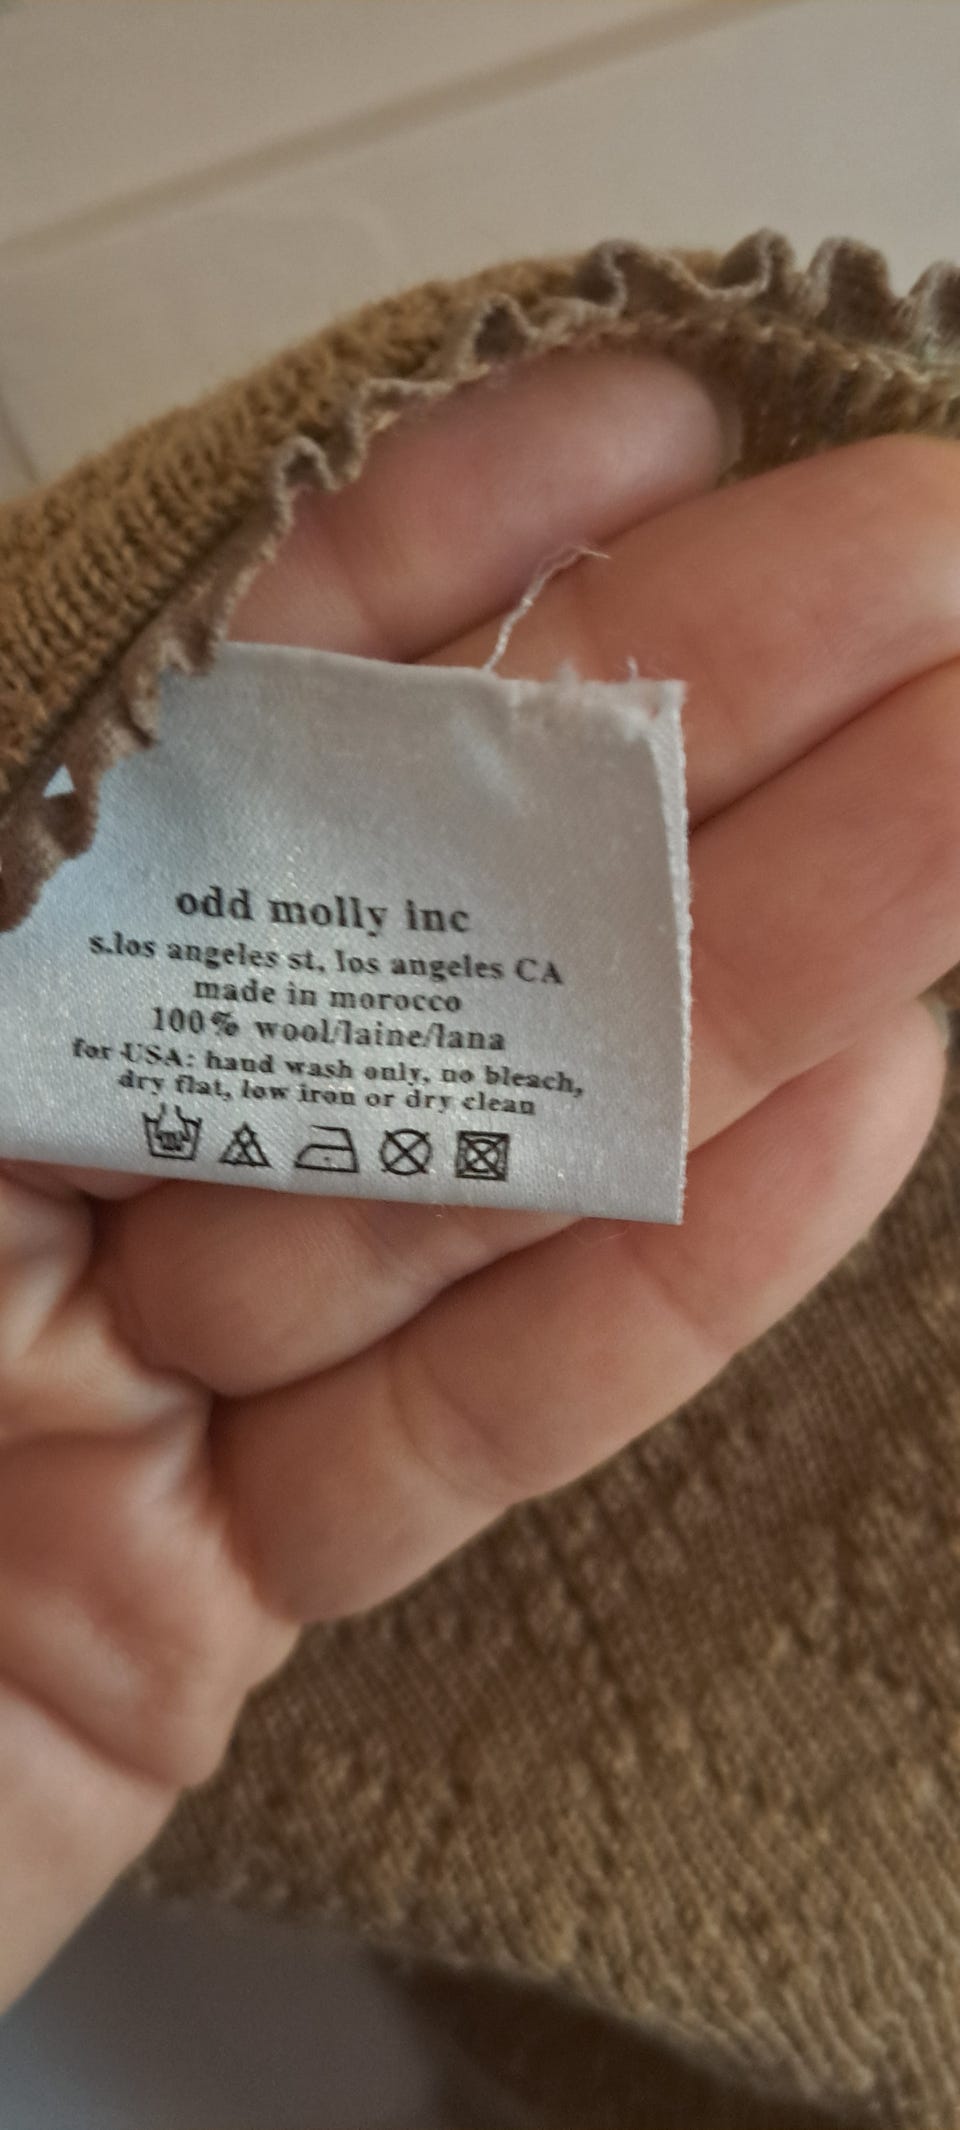 odd molly inc
s.los angeles st, los angeles CA
made in morocco
100% wool/laine/lana
for USA: hand wash only, no bleach,
dry flat, low iron or dry clean